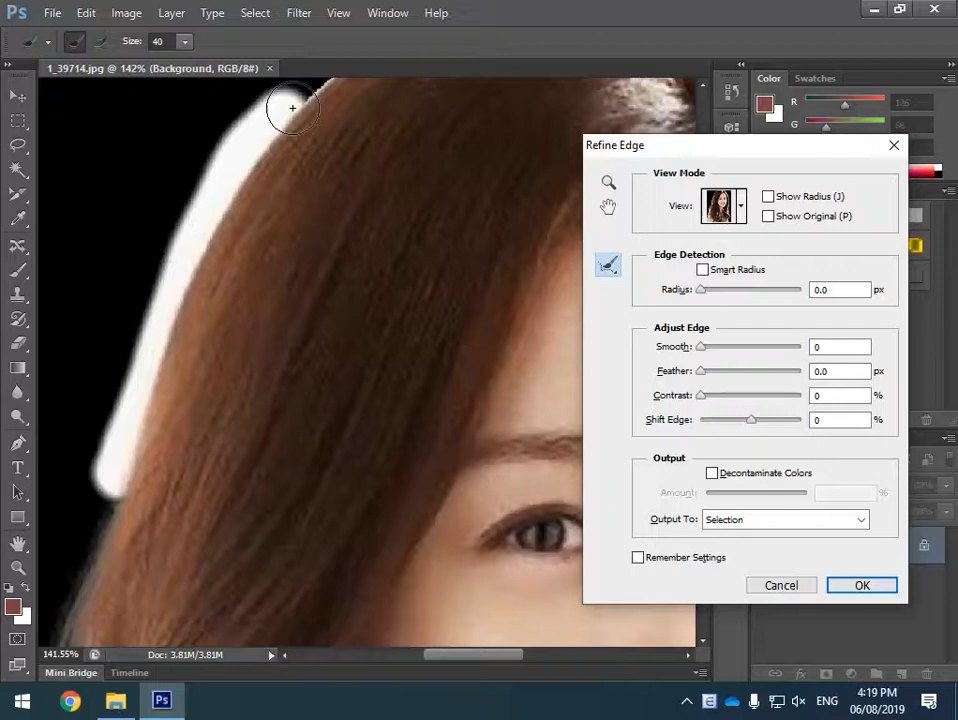 Ps File Edit Image Layer Type Select Filter View Window Help
Size: 40
1_39714.jpg @ 142% (Background, RGB/8#) ×
Color Swatches
R 126
G
Refine Edge
View Mode
View:
Show Radius (J)
Show Original (P)
Edge Detection
Smart Radius
Radius: 0.0 px
Adjust Edge
Smooth: 0
Feather: 0.0 px
Contrast: 0 %
Shift Edge: 0 %
Output
Decontaminate Colors
Amount: %
Output To: Selection
Remember Settings
Cancel OK
141.55% Doc: 3.81M/3.81M
Mini Bridge Timeline
Ps
ENG
4:19 PM
06/08/2019